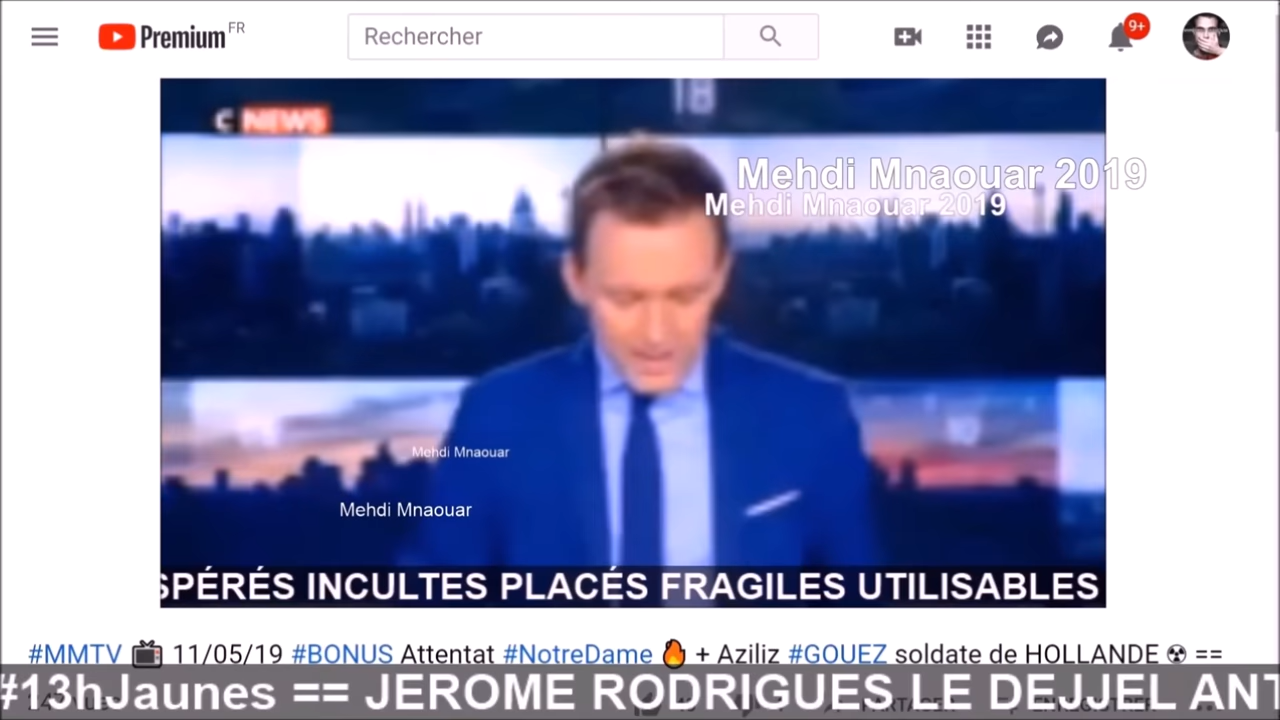 Premium FR
Rechercher
9+
18
C NEWS
Mehdi Mnaouar 2019
Mehdi Mnaouar 2019
Mehdi Mnaouar
Mehdi Mnaouar
SPÉRÉS INCULTES PLACÉS FRAGILES UTILISABLES
#MMTV 11/05/19 #BONUS Attentat #NotreDame + Aziliz #GOUEZ soldate de HOLLANDE ==
#13hJaunes == JEROME RODRIGUES LE DEJJEL ANT